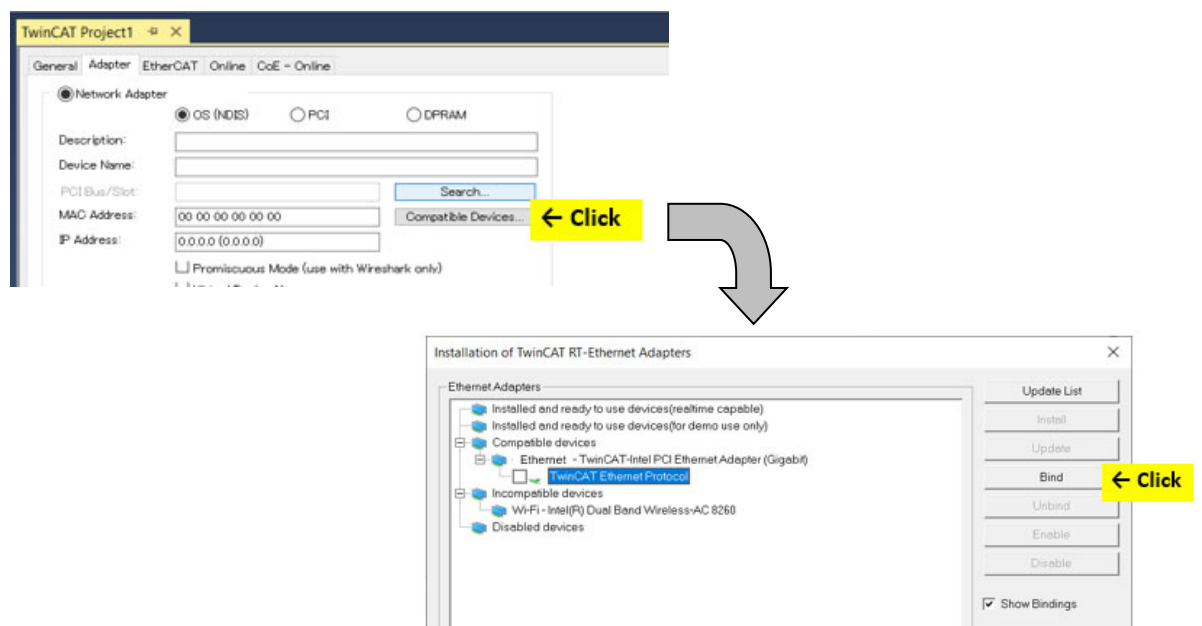 TwinCAT Project1
General Adapter EtherCAT Online CoE - Online
Network Adapter
OS (NDIS) PCI DPRAM
Description:
Device Name:
PCI Bus/Slot: Search...
MAC Address: 00 00 00 00 00 00 Compatible Devices... ← Click
IP Address: 0.0.0.0 (0.0.0.0)
Promiscuous Mode (use with Wireshark only)
Installation of TwinCAT RT-Ethernet Adapters
Ethernet Adapters
Update List
Installed and ready to use devices(realtime capable)
Install
Installed and ready to use devices(for demo use only)
Compatible devices
Update
Ethernet - TwinCAT-Intel PCI Ethernet Adapter (Gigabit)
TwinCAT Ethernet Protocol
Bind ← Click
Incompatible devices
Unbind
Wi-Fi - Intel(R) Dual Band Wireless-AC 8260
Disabled devices
Enable
Disable
Show Bindings